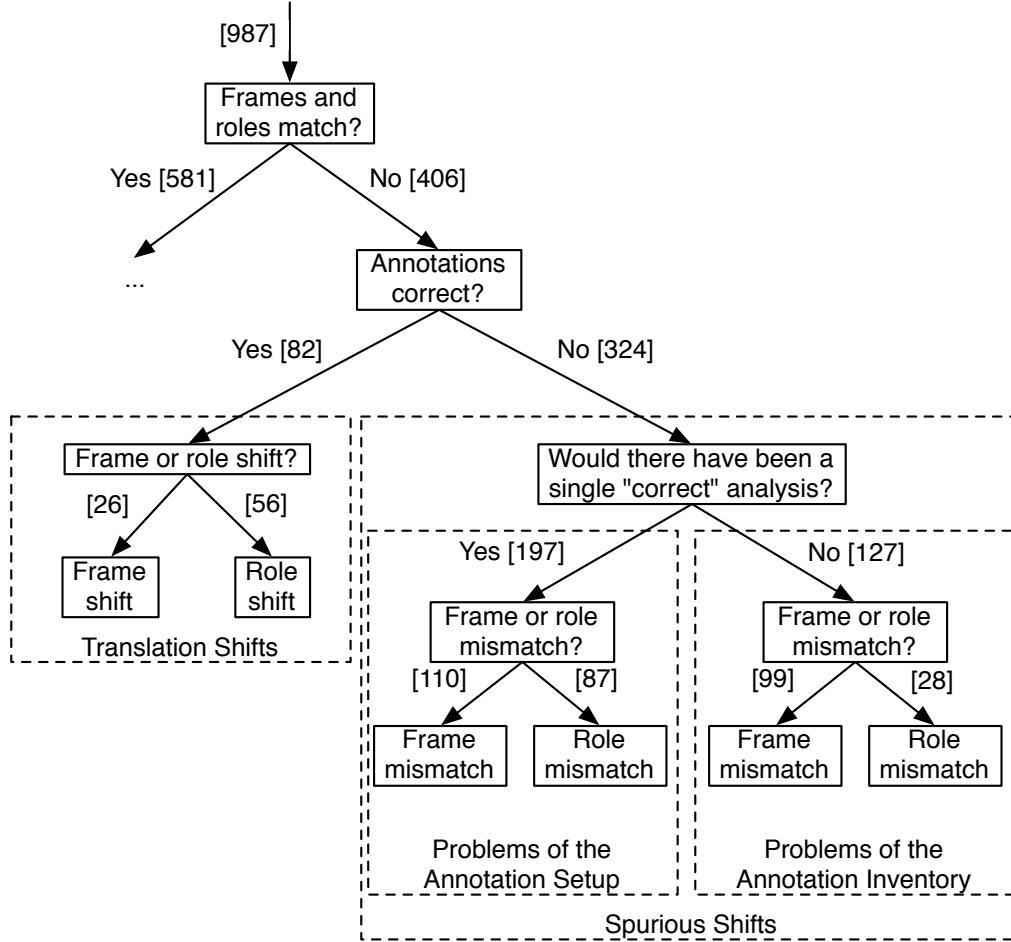 [987]
Frames and
roles match?
Yes [581]
No [406]
...
Annotations
correct?
Yes [82]
No [324]
Frame or role shift?
[26]
[56]
Frame
shift
Role
shift
Translation Shifts
Would there have been a
single "correct" analysis?
Yes [197]
No [127]
Frame or role
mismatch?
[110]
[87]
Frame
mismatch
Role
mismatch
Problems of the
Annotation Setup
Frame or role
mismatch?
[99]
[28]
Frame
mismatch
Role
mismatch
Problems of the
Annotation Inventory
Spurious Shifts